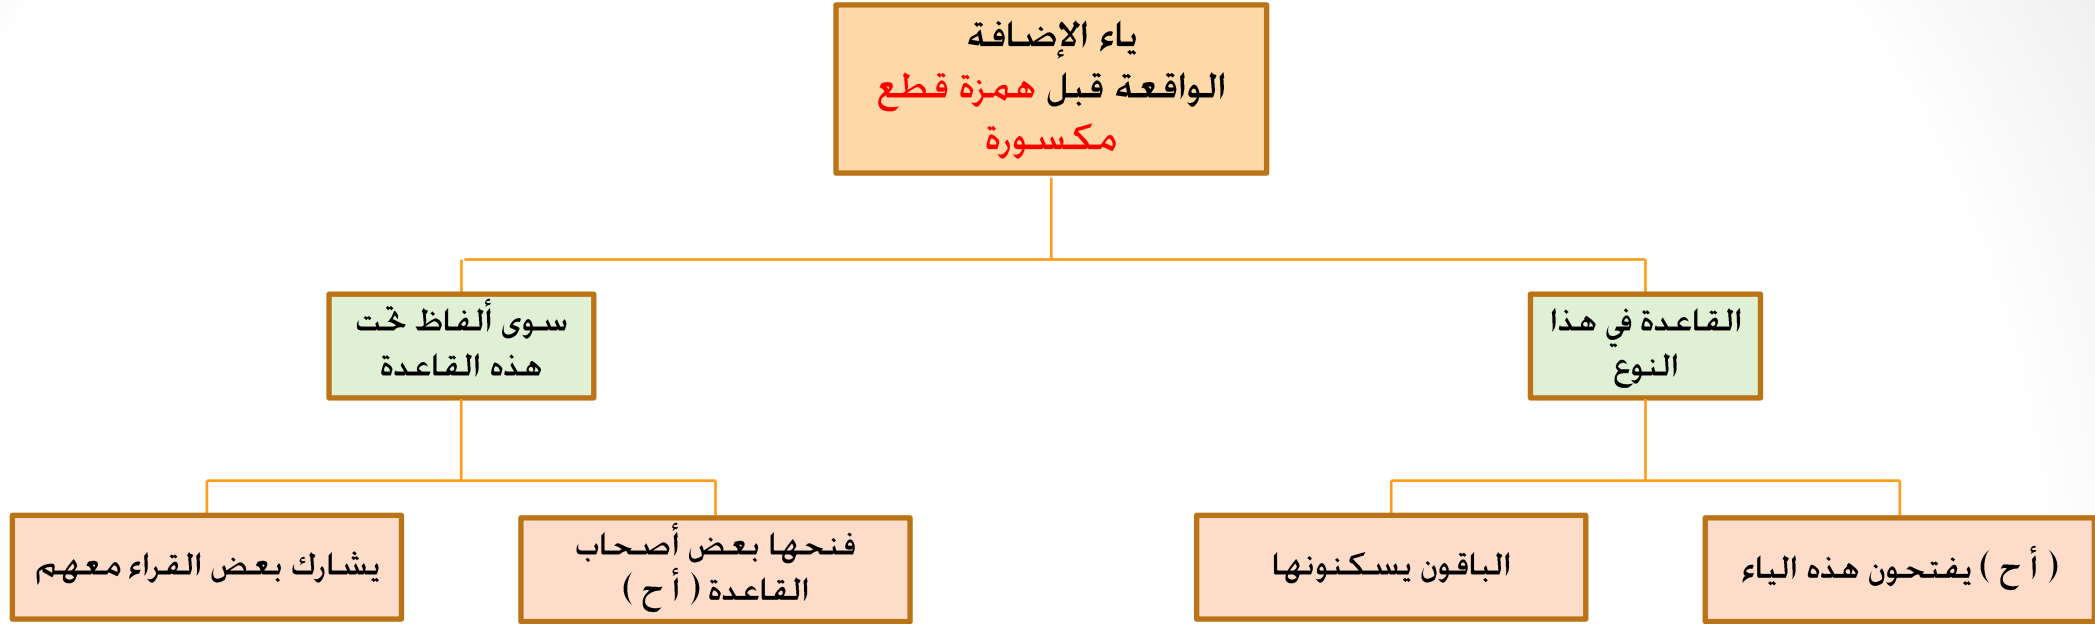 ياء الإضافة
الواقعة قبل همزة قطع
مكسورة
القاعدة في هذا
النوع
سوى ألفاظ تحت
هذه القاعدة
( أ ح ) يفتحون هذه الياء
الباقون يسكنونها
فنحها بعض أصحاب
القاعدة ( أ ح )
يشارك بعض القراء معهم